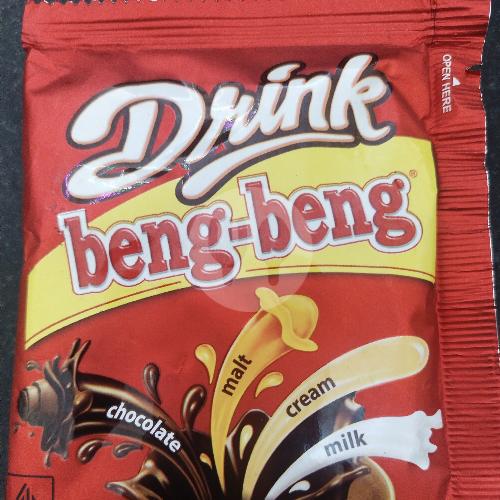 Drink
OPEN HERE
beng-beng®
malt
cream
chocolate
milk